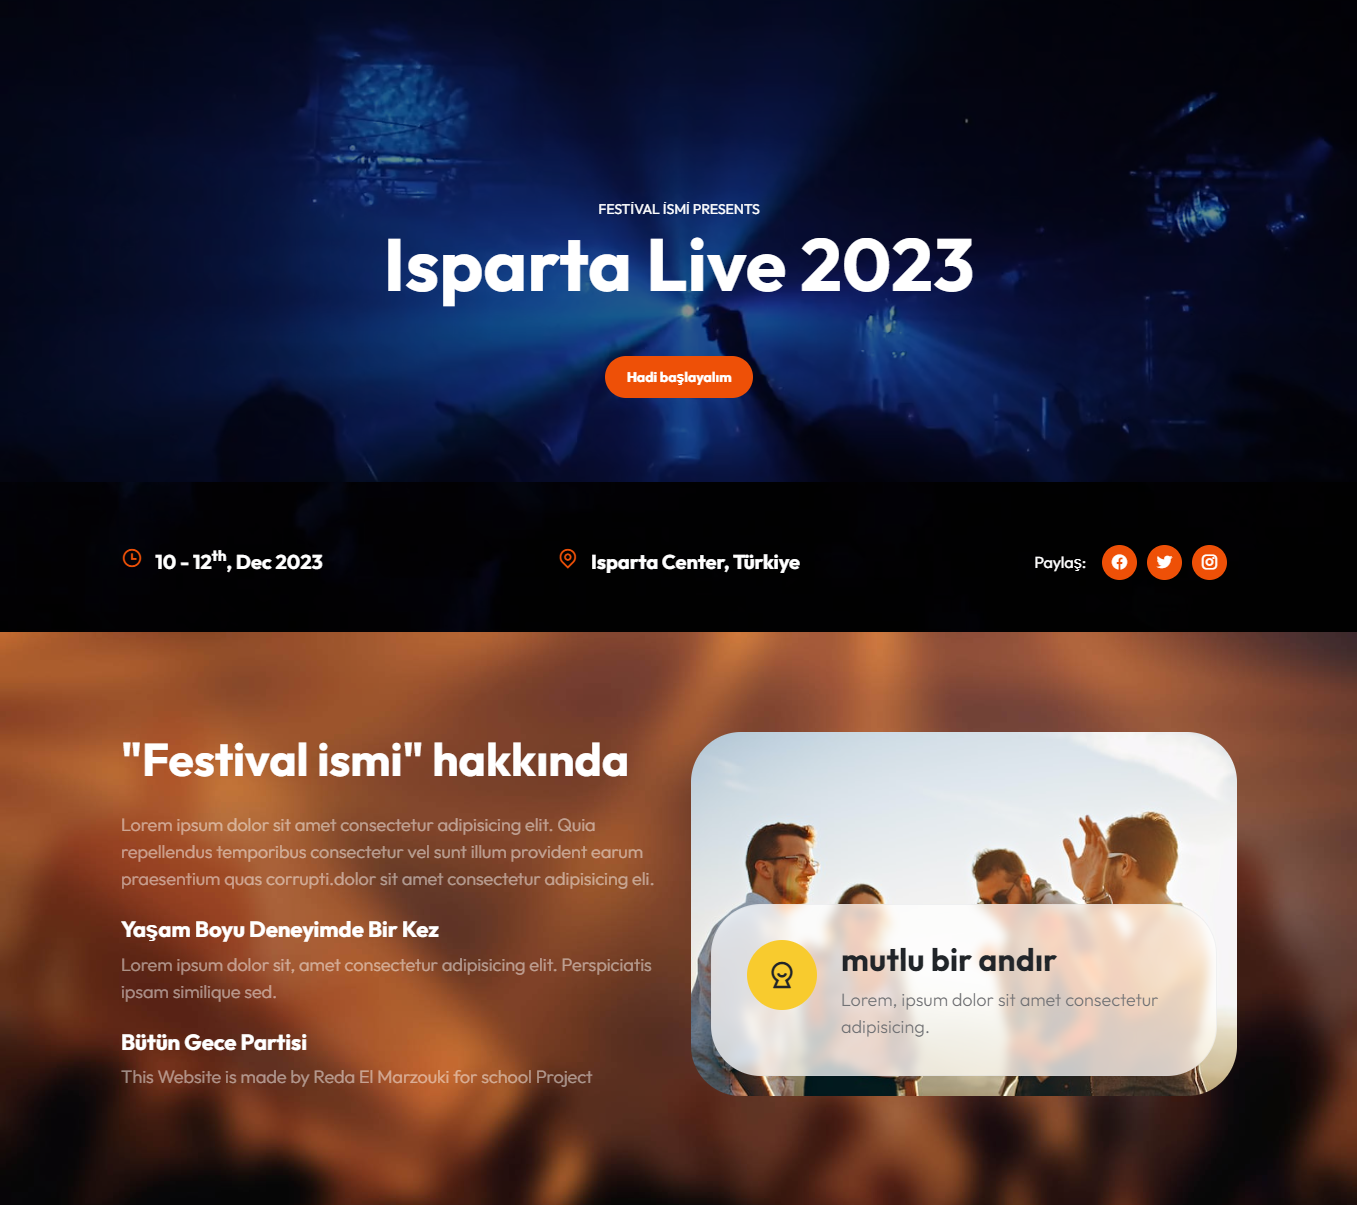 FESTİVAL İSMİ PRESENTS
Isparta Live 2023
Hadi başlayalım
10 - 12th, Dec 2023
Isparta Center, Türkiye
Paylaş:
"Festival ismi" hakkında
Lorem ipsum dolor sit amet consectetur adipisicing elit. Quia
repellendus temporibus consectetur vel sunt illum provident earum
praesentium quas corrupti.dolor sit amet consectetur adipisicing eli.
Yaşam Boyu Deneyimde Bir Kez
Lorem ipsum dolor sit, amet consectetur adipisicing elit. Perspiciatis
ipsam similique sed.
Bütün Gece Partisi
This Website is made by Reda El Marzouki for school Project
mutlu bir andır
Lorem, ipsum dolor sit amet consectetur
adipisicing.